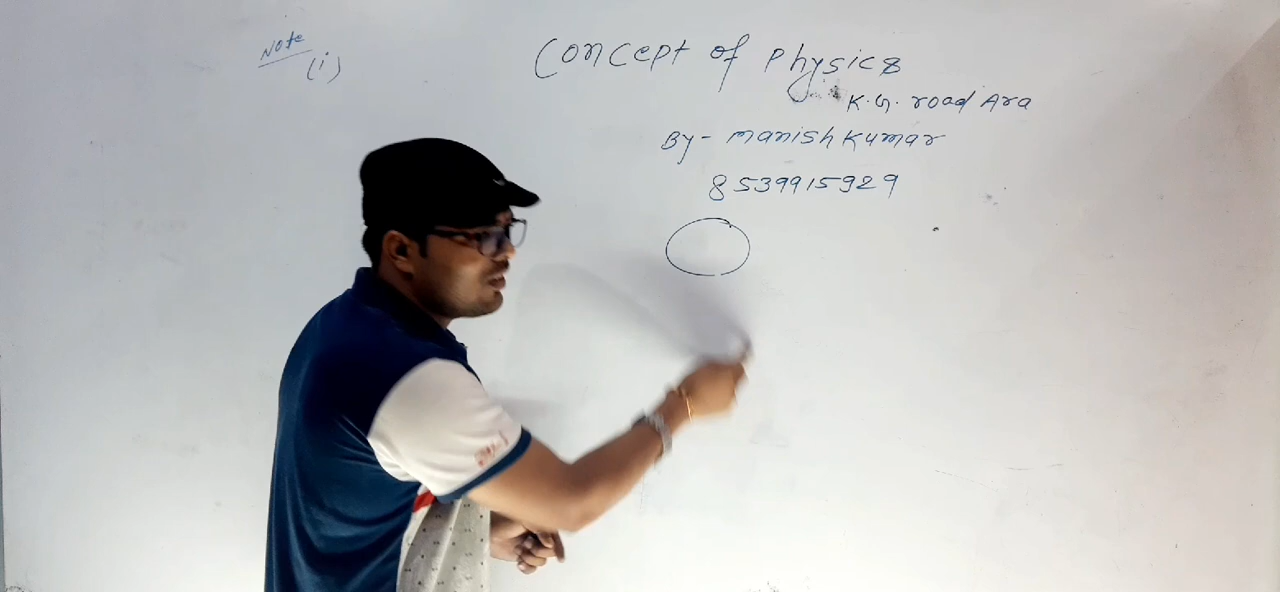 Note
(i)
Concept of Physics
K.G. road Ara
By - Manish Kumar
8539915929